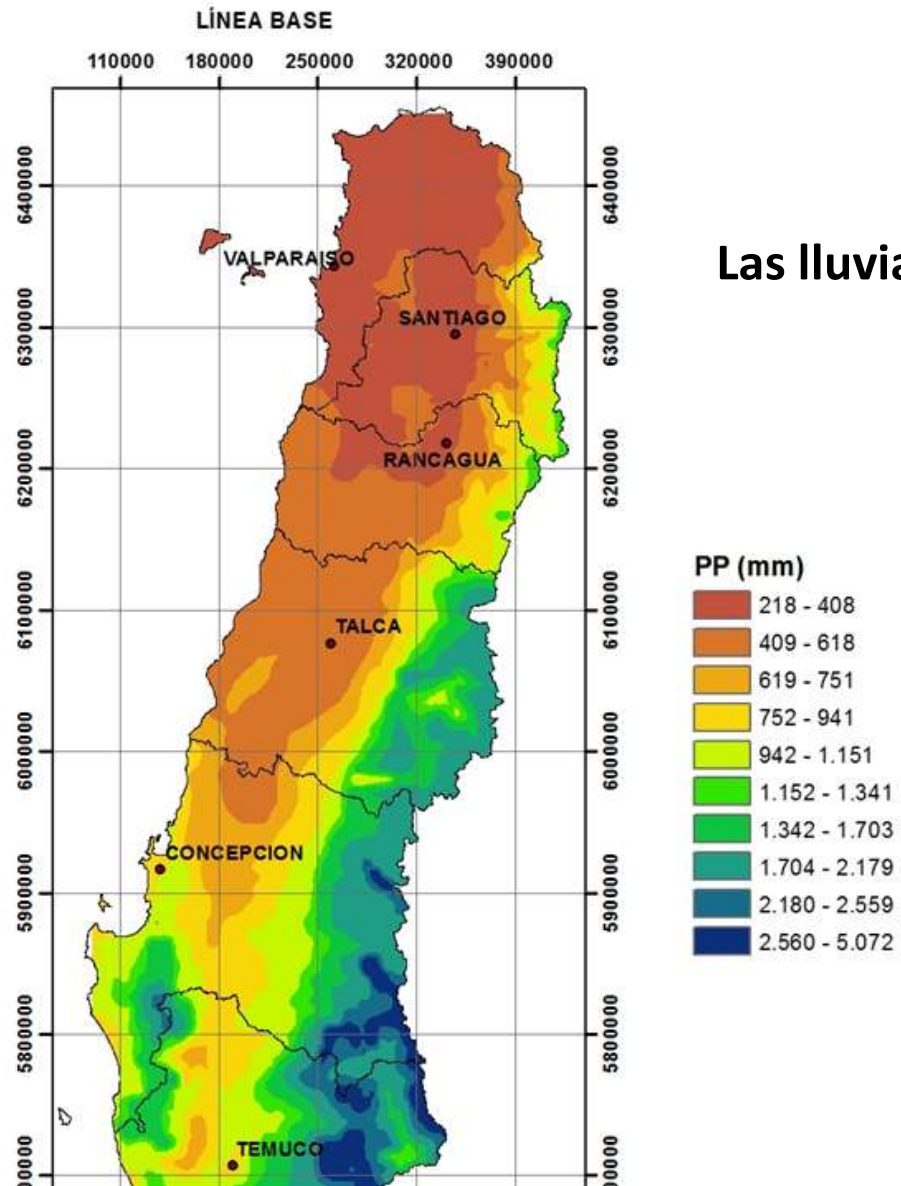 LÍNEA BASE
110000 180000 250000 320000 390000
6400000 6400000
VALPARAISO
Las lluvia
SANTIAGO
6300000 6300000
RANCAGUA
6200000 6200000
PP (mm)
218 - 408
409 - 618
619 - 751
752 - 941
942 - 1.151
1.152 - 1.341
1.342 - 1.703
1.704 - 2.179
2.180 - 2.559
2.560 - 5.072
6100000 6100000
TALCA
6000000 6000000
CONCEPCION
5900000 5900000
5800000 5800000
TEMUCO